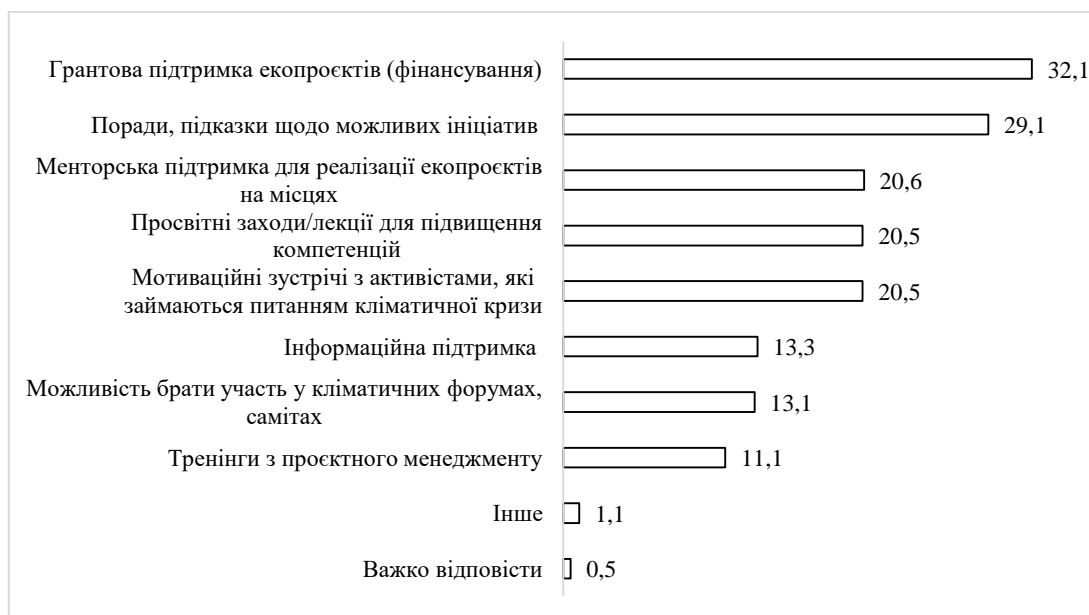 Грантова підтримка екопроєктів (фінансування) 32,1
Поради, підказки щодо можливих ініціатив 29,1
Менторська підтримка для реалізації екопроєктів
на місцях 20,6
Просвітні заходи/лекції для підвищення
компетенцій 20,5
Мотиваційні зустрічі з активістами, які
займаються питанням кліматичної кризи 20,5
Інформаційна підтримка 13,3
Можливість брати участь у кліматичних форумах,
самітах 13,1
Тренінги з проєктного менеджменту 11,1
Інше 1,1
Важко відповісти 0,5